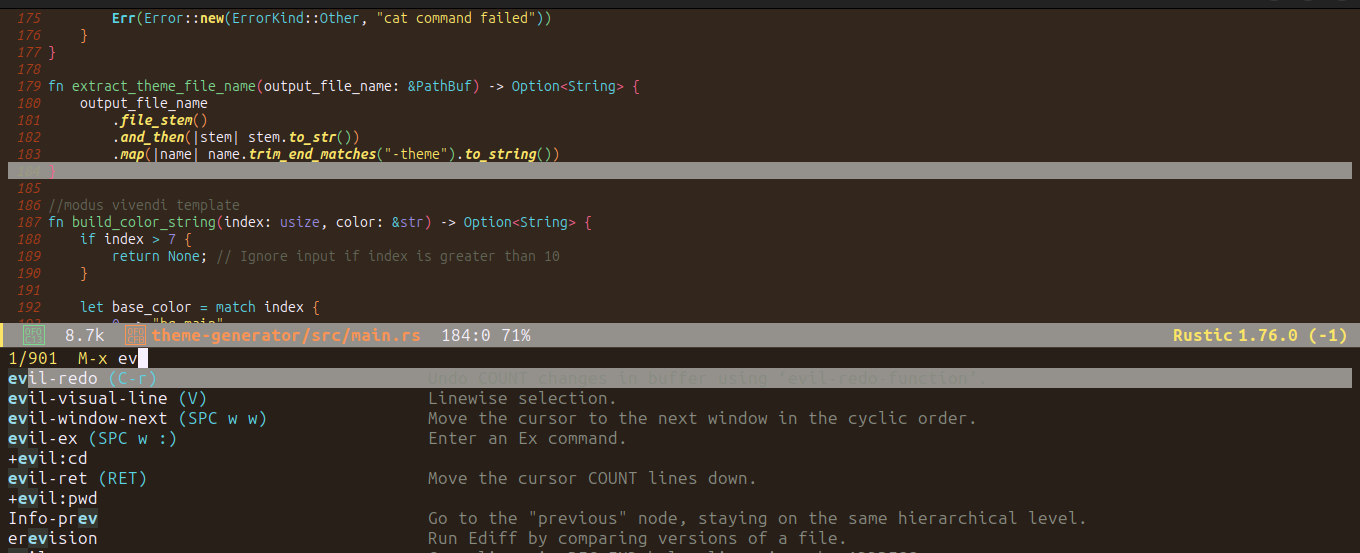 175         Err(Error::new(ErrorKind::Other, "cat command failed"))
176     }
177 }
178
179 fn extract_theme_file_name(output_file_name: &PathBuf) -> Option<String> {
180     output_file_name
181         .file_stem()
182         .and_then(|stem| stem.to_str())
183         .map(|name| name.trim_end_matches("-theme").to_string())
184 }
185
186 //modus vivendi template
187 fn build_color_string(index: usize, color: &str) -> Option<String> {
188     if index > 7 {
189         return None; // Ignore input if index is greater than 10
190     }
191
192     let base_color = match index {
8.7k theme-generator/src/main.rs 184:0 71% Rustic 1.76.0 (-1)
1/901 M-x ev
evil-redo (C-r) Undo COUNT changes in buffer using ‘evil-redo-function’.
evil-visual-line (V) Linewise selection.
evil-window-next (SPC w w) Move the cursor to the next window in the cyclic order.
evil-ex (SPC w :) Enter an Ex command.
+evil:cd
evil-ret (RET) Move the cursor COUNT lines down.
+evil:pwd
Info-prev Go to the "previous" node, staying on the same hierarchical level.
erevision Run Ediff by comparing versions of a file.